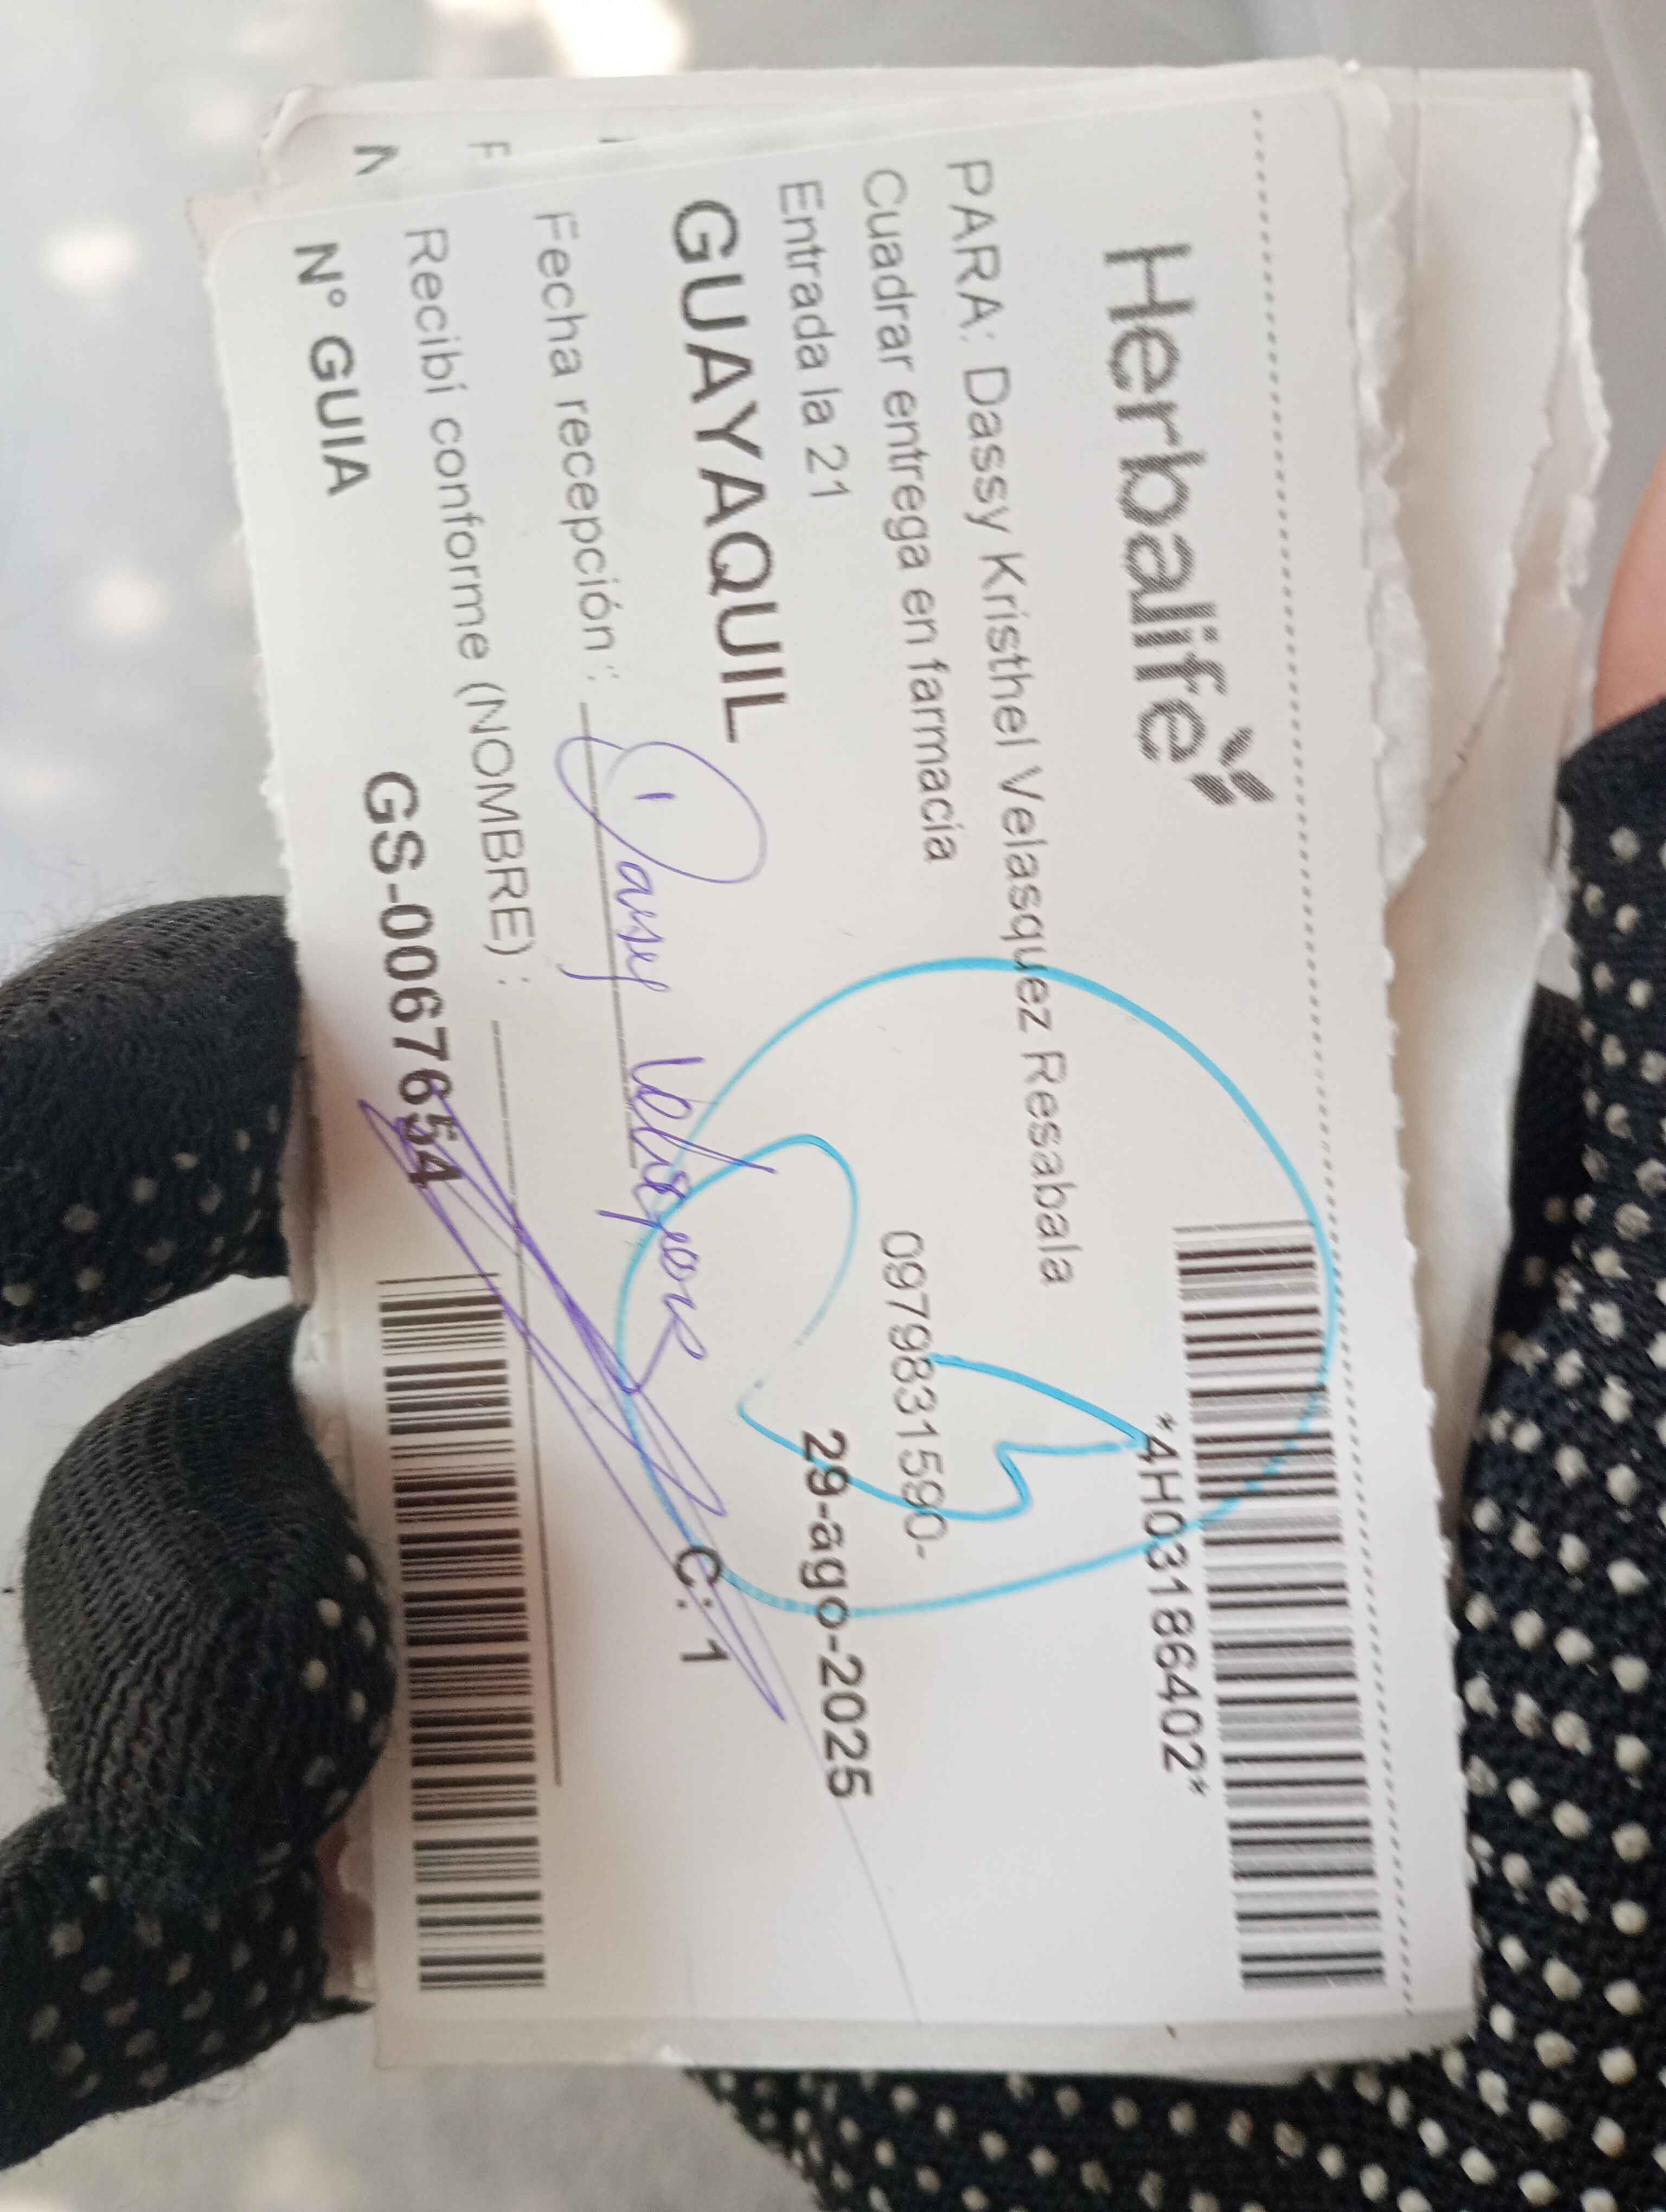 Herbalife
*4H03186402*
PARA: Dassy Kristhel Velasquez Resabala
Cuadrar entrega en farmacia
0979831590-
Entrada la 21
29-ago-2025
GUAYAQUIL
C: 1
Fecha recepción :
Recibí conforme (NOMBRE) :
N° GUIA
GS-0067654
F